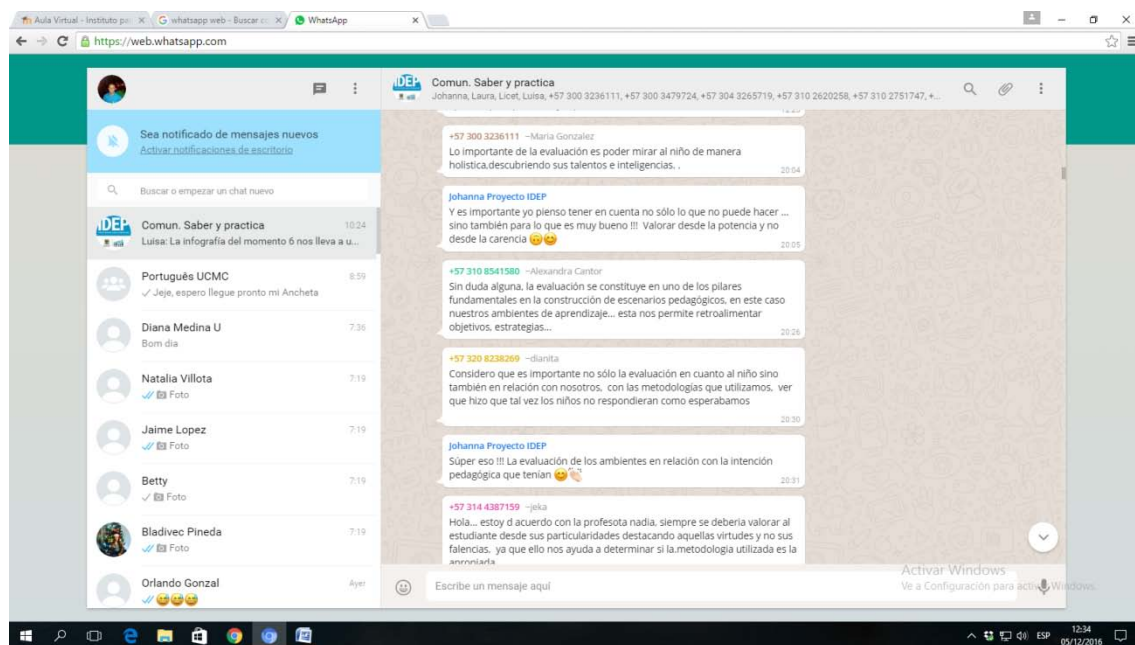 Aula Virtual - Instituto pa
whatsapp web - Buscar c
WhatsApp
https://web.whatsapp.com
IDEP
Comun. Saber y practica
Johanna, Laura, Licet, Luisa, +57 300 3236111, +57 300 3479724, +57 304 3265719, +57 310 2620258, +57 310 2751747, +...
Sea notificado de mensajes nuevos
Activar notificaciones de escritorio
Buscar o empezar un chat nuevo
IDEP
Comun. Saber y practica 10:24
Luisa: La infografía del momento 6 nos lleva a u...
Portugués UCMC 8:59
Jeje, espero llegue pronto mi Ancheta
Diana Medina U 7:36
Bom dia
Natalia Villota 7:19
Foto
Jaime Lopez 7:19
Foto
Betty 7:19
Foto
Bladivec Pineda 7:19
Foto
Orlando Gonzal Ayer
+57 300 3236111 ~Maria Gonzalez
Lo importante de la evaluación es poder mirar al niño de manera
holística,descubriendo sus talentos e inteligencias. .
20:04
Johanna Proyecto IDEP
Y es importante yo pienso tener en cuenta no sólo lo que no puede hacer ...
sino también para lo que es muy bueno !!! Valorar desde la potencia y no
desde la carencia 🙃😊
20:05
+57 310 8541580 ~Alexandra Cantor
Sin duda alguna, la evaluación se constituye en uno de los pilares
fundamentales en la construcción de escenarios pedagógicos, en este caso
nuestros ambientes de aprendizaje... esta nos permite retroalimentar
objetivos, estrategias...
20:26
+57 320 8238269 ~dianita
Considero que es importante no sólo la evaluación en cuanto al niño sino
también en relación con nosotros, con las metodologías que utilizamos, ver
que hizo que tal vez los niños no respondieran como esperabamos
20:30
Johanna Proyecto IDEP
Súper eso !!! La evaluación de los ambientes en relación con la intención
pedagógica que tenían 😊👏
20:31
+57 314 4387159 ~jeka
Hola... estoy d acuerdo con la profesota nadia, siempre se deberia valorar al
estudiante desde sus particularidades destacando aquellas virtudes y no sus
falencias, ya que ello nos ayuda a determinar si la.metodologia utilizada es la
apropiada
Escribe un mensaje aquí
Activar Windows
Ve a Configuración para activ Windows.
ESP
12:34
05/12/2016